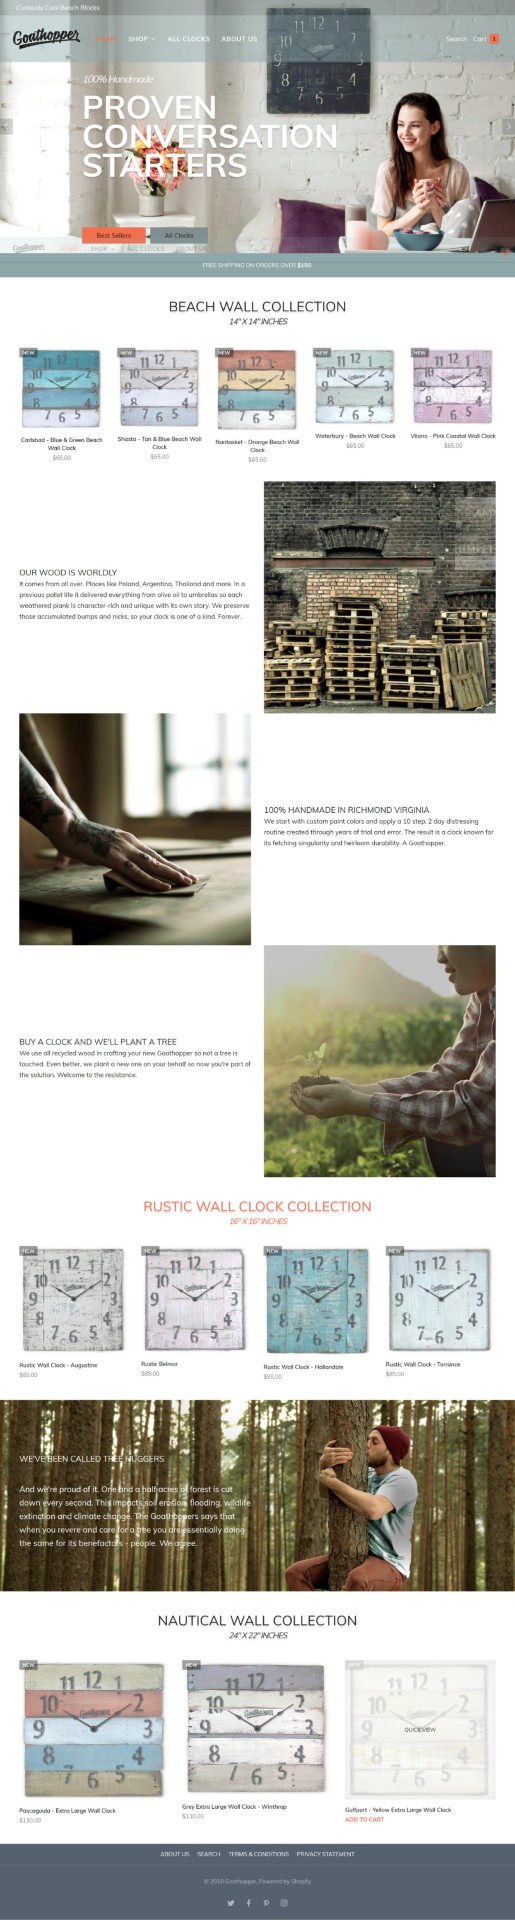 Curiously Cool Beach Blocks
Goathopper
HOME SHOP ALL CLOCKS ABOUT US
Search Cart 1
100% Handmade
PROVEN
CONVERSATION
STARTERS
Best Sellers All Clocks
Goathopper HOME SHOP ALL CLOCKS ABOUT US
FREE SHIPPING ON ORDERS OVER $150.
BEACH WALL COLLECTION
14" X 14" INCHES
NEW NEW NEW NEW NEW
Carlsbad - Blue & Green Beach
Wall Clock
$65.00
Shasta - Tan & Blue Beach Wall
Clock
$65.00
Nantasket - Orange Beach Wall
Clock
$65.00
Waterbury - Beach Wall Clock
$65.00
Vilano - Pink Coastal Wall Clock
$65.00
OUR WOOD IS WORLDLY
It comes from all over. Places like Poland, Argentina, Thailand and more. In a
previous pallet life it delivered everything from olive oil to umbrellas so each
weathered plank is character-rich and unique with its own story. We preserve
those accumulated bumps and nicks, so your clock is one of a kind. Forever.
100% HANDMADE IN RICHMOND VIRGINIA
We start with custom paint colors and apply a 10 step, 2 day distressing
routine created through years of trial and error. The result is a clock known for
its fetching singularity and heirloom durability. A Goathopper.
BUY A CLOCK AND WE'LL PLANT A TREE
We use all recycled wood in crafting your new Goathopper so not a tree is
touched. Even better, we plant a new one on your behalf so now you're part of
the solution. Welcome to the resistance.
RUSTIC WALL CLOCK COLLECTION
16" X 16" INCHES
NEW NEW NEW NEW
Rustic Wall Clock - Augustine
$85.00
Rustic Belmar
$85.00
Rustic Wall Clock - Hallandale
$85.00
Rustic Wall Clock - Torrance
$85.00
WE'VE BEEN CALLED TREE HUGGERS
And we're proud of it. One and a half acres of forest is cut
down every second. This impacts soil erosion, flooding, wildlife
extinction and climate change. The Goathoppers says that
when you revere and care for a tree you are essentially doing
the same for its benefactors - people. We agree.
NAUTICAL WALL COLLECTION
24" X 22" INCHES
NEW NEW NEW
QUICK VIEW
Pascagoula - Extra Large Wall Clock
$130.00
Grey Extra Large Wall Clock - Winthrop
$130.00
Gulfport - Yellow Extra Large Wall Clock
ADD TO CART
ABOUT US SEARCH TERMS & CONDITIONS PRIVACY STATEMENT
© 2018 Goathopper, Powered by Shopify